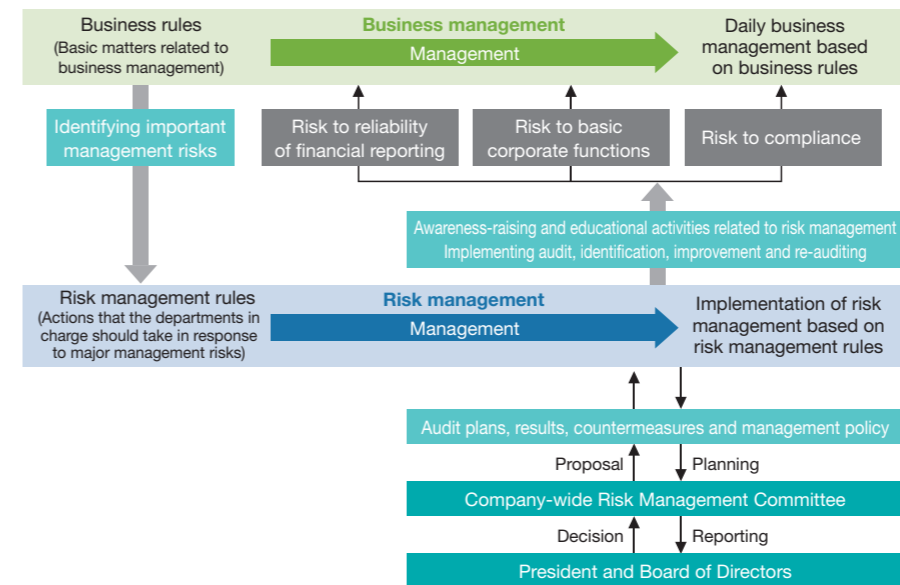 Business rules
(Basic matters related to
business management)
Business management
Management
Daily business
management based
on business rules
Identifying important
management risks
Risk to reliability
of financial reporting
Risk to basic
corporate functions
Risk to compliance
Awareness-raising and educational activities related to risk management
Implementing audit, identification, improvement and re-auditing
Risk management rules
(Actions that the departments in
charge should take in response
to major management risks)
Risk management
Management
Implementation of risk
management based on
risk management rules
Audit plans, results, countermeasures and management policy
Proposal
Planning
Company-wide Risk Management Committee
Decision
Reporting
President and Board of Directors